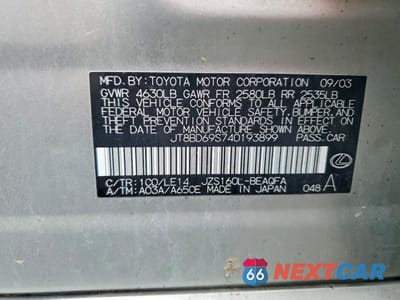 MFD. BY: TOYOTA MOTOR CORPORATION 09/03
GVWR 4630LB GAWR FR 2580LB RR 2535LB
THIS VEHICLE CONFORMS TO ALL APPLICABLE
FEDERAL MOTOR VEHICLE SAFETY, BUMPER, AND
THEFT PREVENTION STANDARDS IN EFFECT ON
THE DATE OF MANUFACTURE SHOWN ABOVE.
JT8BD69S740193899 PASS. CAR
C/TR: 1C0/LE14 JZS160L-BEAQFA
A/TM: A03A/A650E MADE IN JAPAN 048 A
66 NEXTCAR